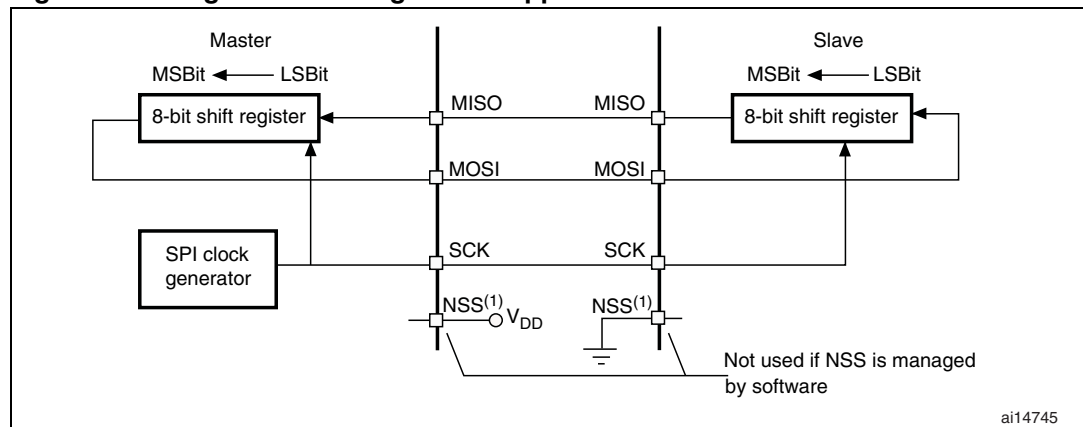 Master
MSBit LSBit
8-bit shift register
MISO
MOSI
SPI clock
generator
SCK
NSS(1)
VDD
Slave
MSBit LSBit
MISO
8-bit shift register
MOSI
SCK
NSS(1)
Not used if NSS is managed
by software
ai14745